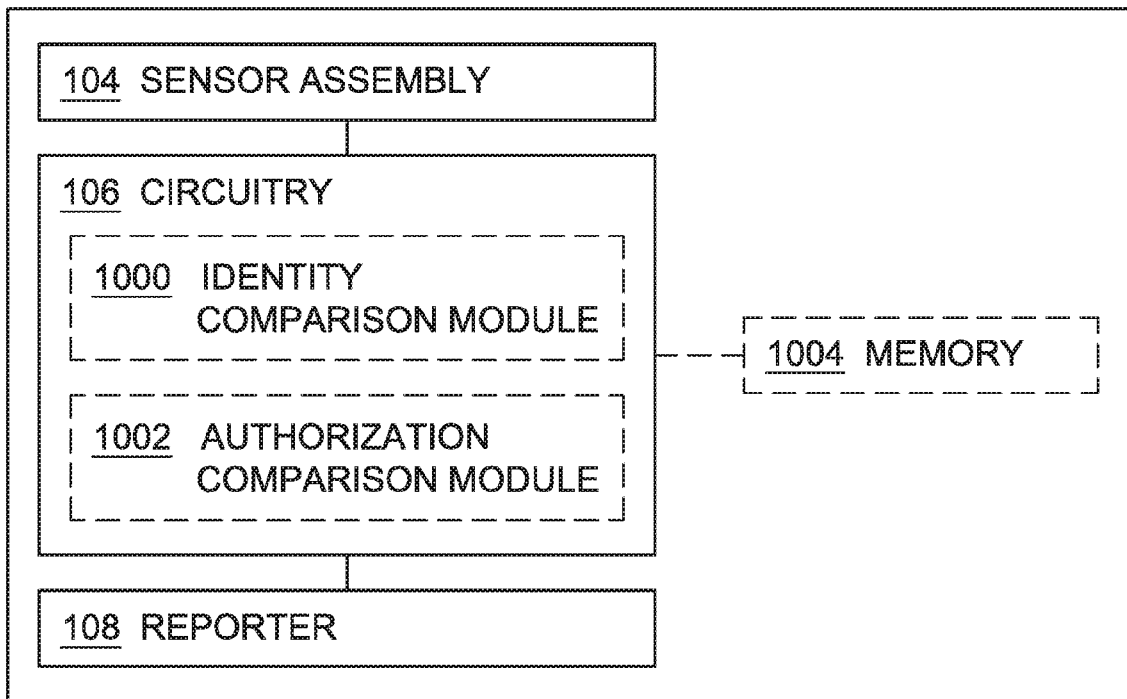 104 SENSOR ASSEMBLY
106 CIRCUITRY
1000 IDENTITY
COMPARISON MODULE
1004 MEMORY
1002 AUTHORIZATION
COMPARISON MODULE
108 REPORTER